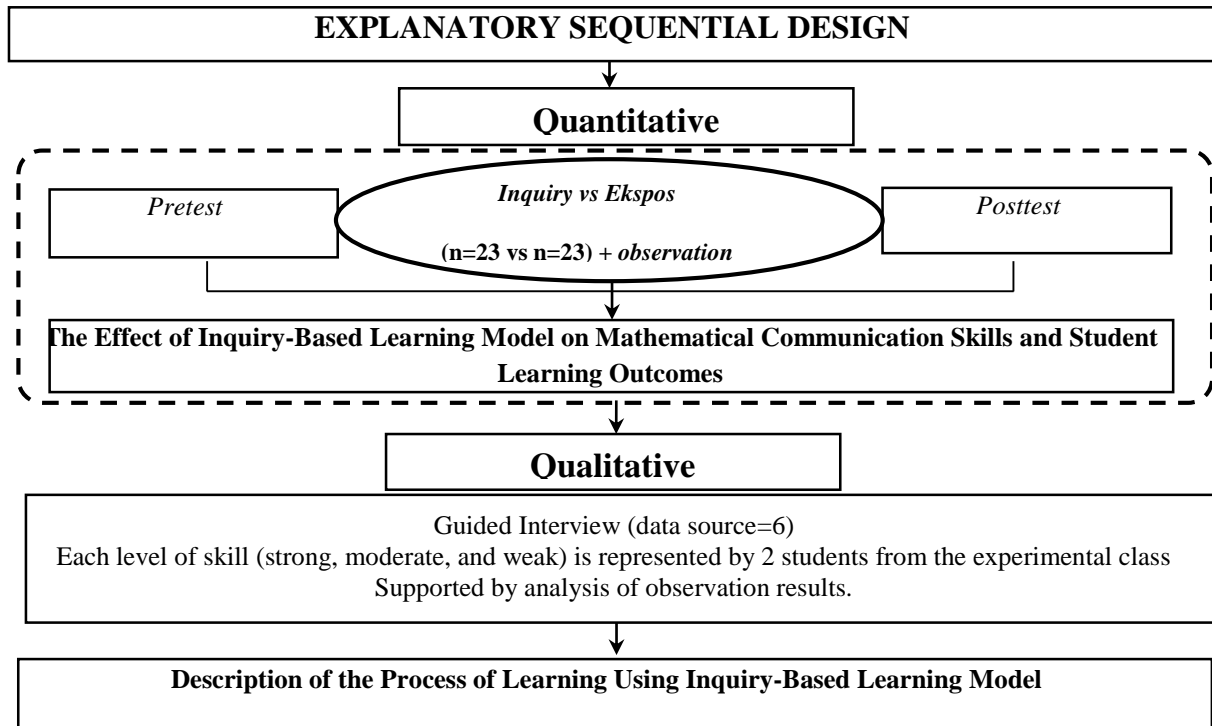 EXPLANATORY SEQUENTIAL DESIGN
Quantitative
Pretest
Inquiry vs Ekspos
(n=23 vs n=23) + observation
Posttest
The Effect of Inquiry-Based Learning Model on Mathematical Communication Skills and Student
Learning Outcomes
Qualitative
Guided Interview (data source=6)
Each level of skill (strong, moderate, and weak) is represented by 2 students from the experimental class
Supported by analysis of observation results.
Description of the Process of Learning Using Inquiry-Based Learning Model